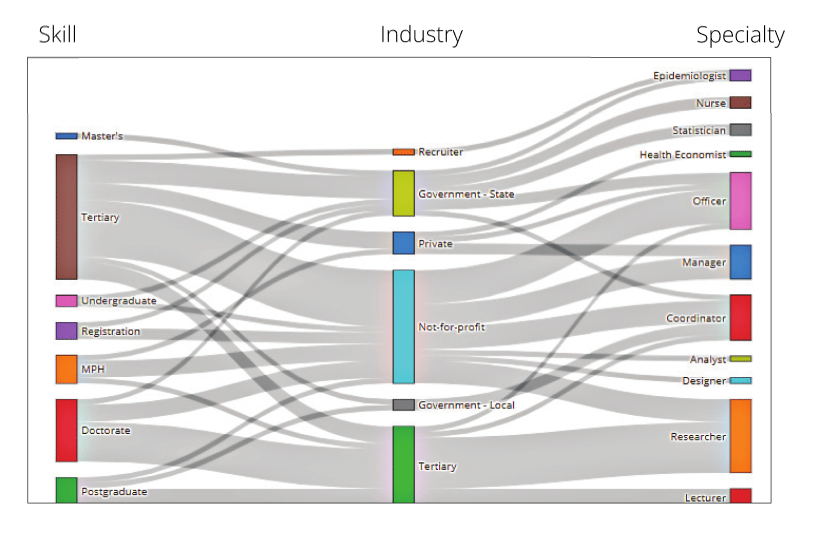 Skill
Industry
Specialty
Master's
Tertiary
Undergraduate
Registration
MPH
Doctorate
Postgraduate
Recruiter
Government - State
Private
Not-for-profit
Government - Local
Tertiary
Epidemiologist
Nurse
Statistician
Health Economist
Officer
Manager
Coordinator
Analyst
Designer
Researcher
Lecturer